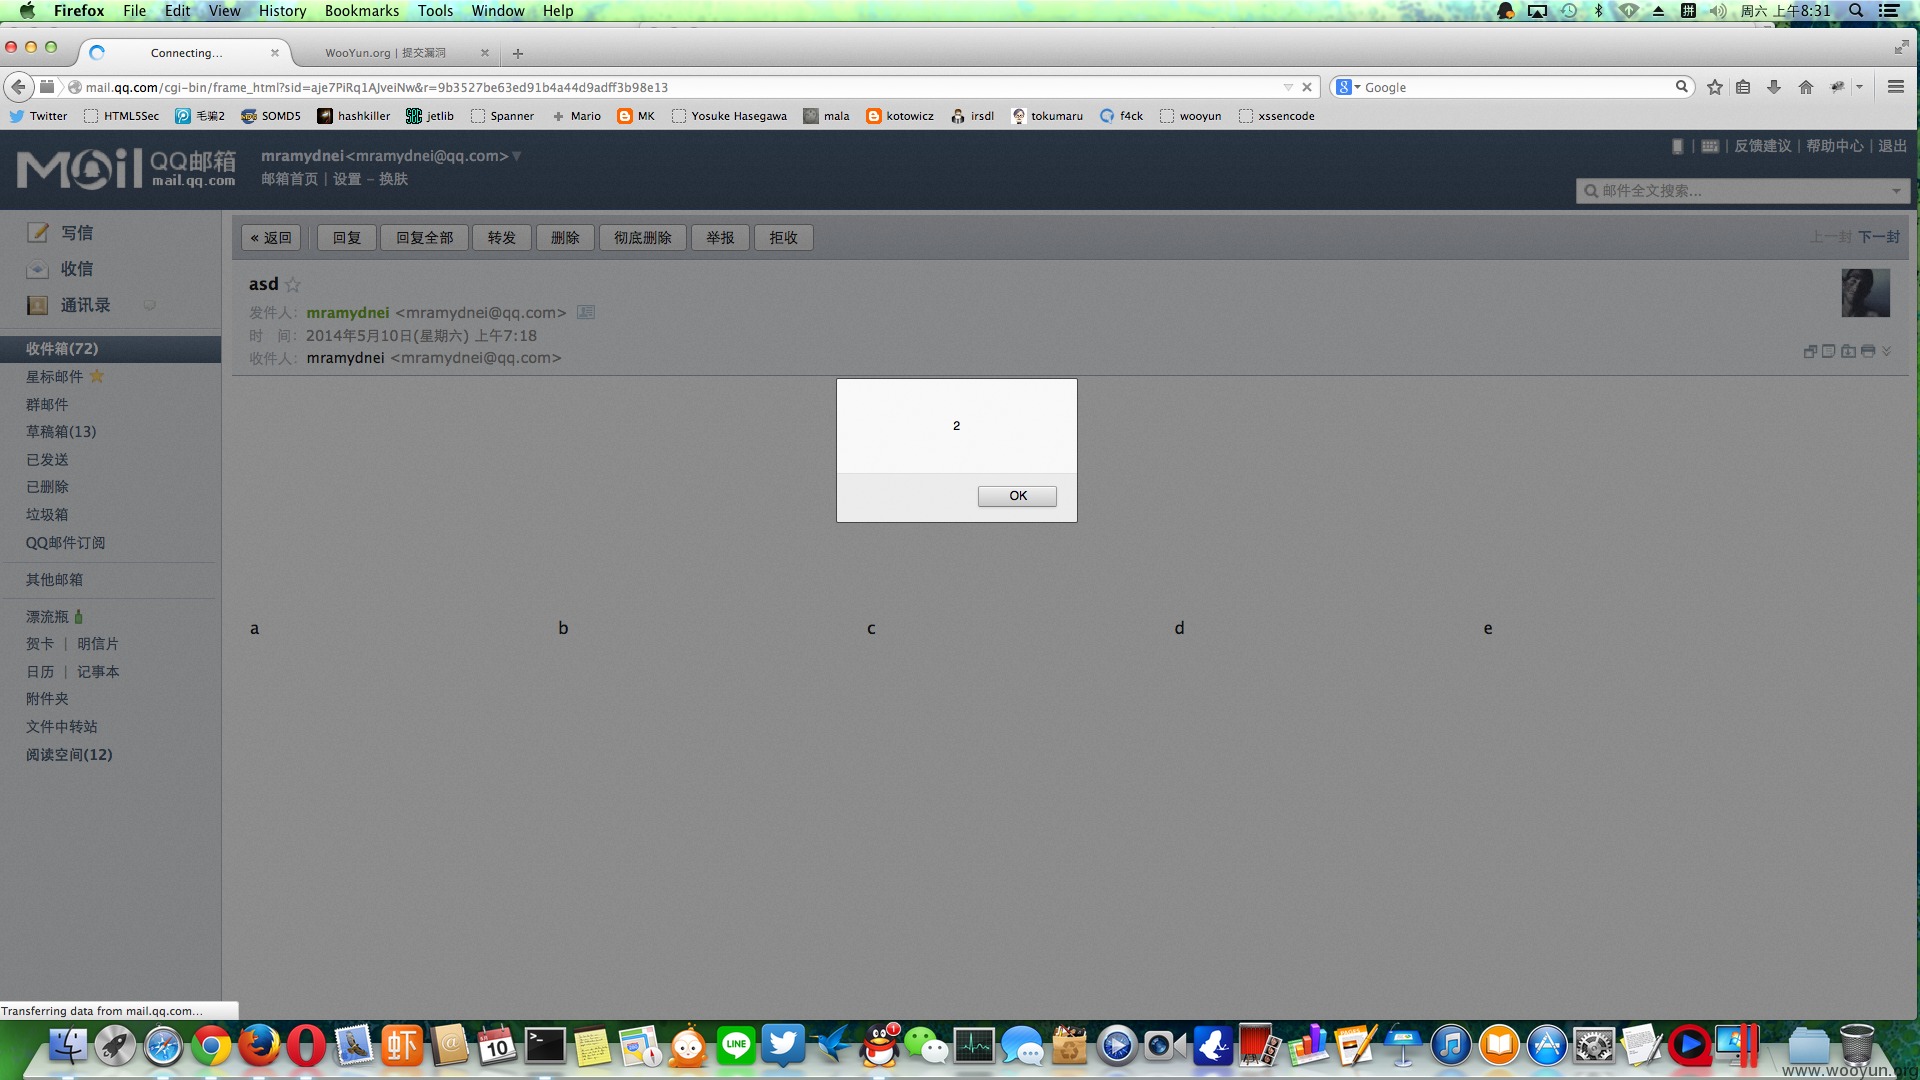 Firefox File Edit View History Bookmarks Tools Window Help 周六 上午8:31
Connecting... WooYun.org | 提交漏洞
mail.qq.com/cgi-bin/frame_html?sid=aje7PiRq1AJveiNw&r=9b3527be63ed91b4a44d9adff3b98e13 Google
Twitter HTML5Sec 毛骗2 SOMD5 hashkiller jetlib Spanner Mario MK Yosuke Hasegawa mala kotowicz irsdl tokumaru f4ck wooyun xssencode
Mail QQ邮箱 mail.qq.com
mramydnei<mramydnei@qq.com>
邮箱首页 | 设置 - 换肤
反馈建议 | 帮助中心 | 退出
邮件全文搜索...
写信
收信
通讯录
收件箱(72)
星标邮件
群邮件
草稿箱(13)
已发送
已删除
垃圾箱
QQ邮件订阅
其他邮箱
漂流瓶
贺卡 | 明信片
日历 | 记事本
附件夹
文件中转站
阅读空间(12)
« 返回 回复 回复全部 转发 删除 彻底删除 举报 拒收 上一封 下一封
asd
发件人: mramydnei <mramydnei@qq.com>
时 间: 2014年5月10日(星期六) 上午7:18
收件人: mramydnei <mramydnei@qq.com>
2
OK
a b c d e
Transferring data from mail.qq.com...
虾
10
LINE
1
www.wooyun.org